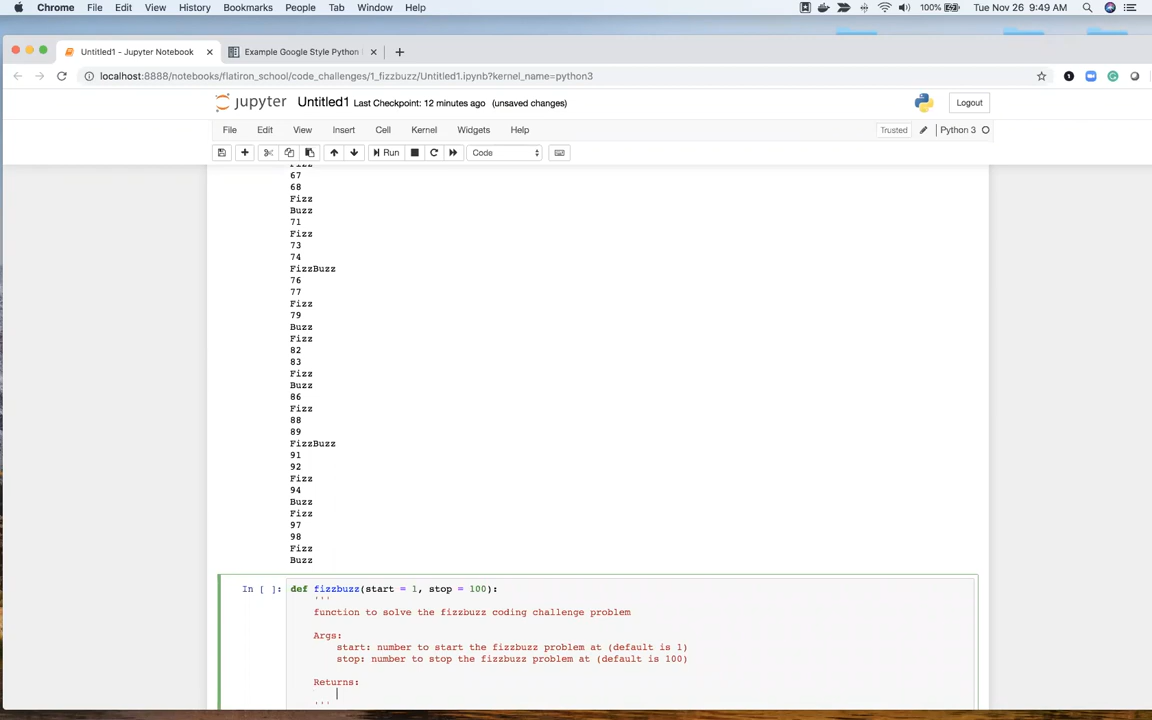 Chrome File Edit View History Bookmarks People Tab Window Help 100% Tue Nov 26 9:49 AM
Untitled1 - Jupyter Notebook Example Google Style Python
localhost:8888/notebooks/flatiron_school/code_challenges/1_fizzbuzz/Untitled1.ipynb?kernel_name=python3
jupyter Untitled1 Last Checkpoint: 12 minutes ago (unsaved changes) Logout
File Edit View Insert Cell Kernel Widgets Help Trusted Python 3
Run Code
Fizz
67
68
Fizz
Buzz
71
Fizz
73
74
FizzBuzz
76
77
Fizz
79
Buzz
Fizz
82
83
Fizz
Buzz
86
Fizz
88
89
FizzBuzz
91
92
Fizz
94
Buzz
Fizz
97
98
Fizz
Buzz
In [ ]: def fizzbuzz(start = 1, stop = 100):
'''
function to solve the fizzbuzz coding challenge problem
Args:
start: number to start the fizzbuzz problem at (default is 1)
stop: number to stop the fizzbuzz problem at (default is 100)
Returns:
'''